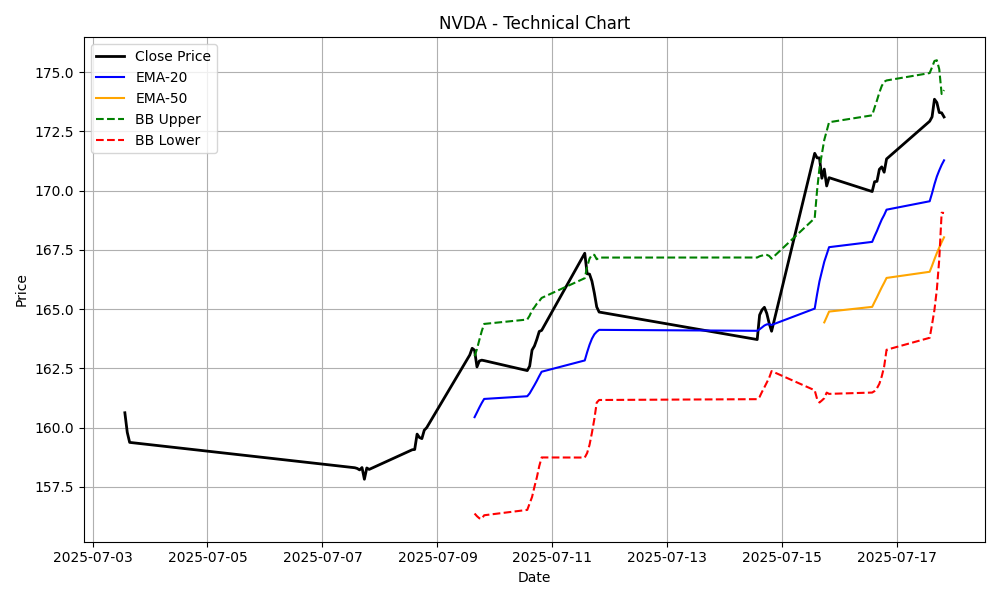 NVDA - Technical Chart
Close Price
EMA-20
EMA-50
BB Upper
BB Lower
Price
175.0
172.5
170.0
167.5
165.0
162.5
160.0
157.5
2025-07-03 2025-07-05 2025-07-07 2025-07-09 2025-07-11 2025-07-13 2025-07-15 2025-07-17
Date